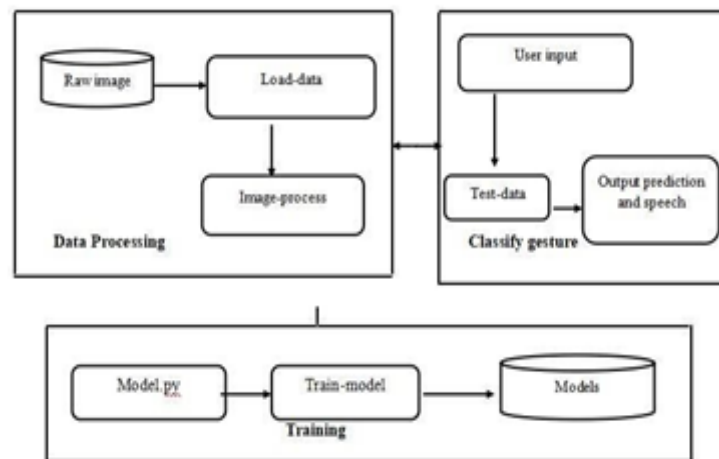 Raw image
Load-data
Image-process
Data Processing
User input
Test-data
Output prediction
and speech
Classify gesture
Model.py
Train-model
Models
Training